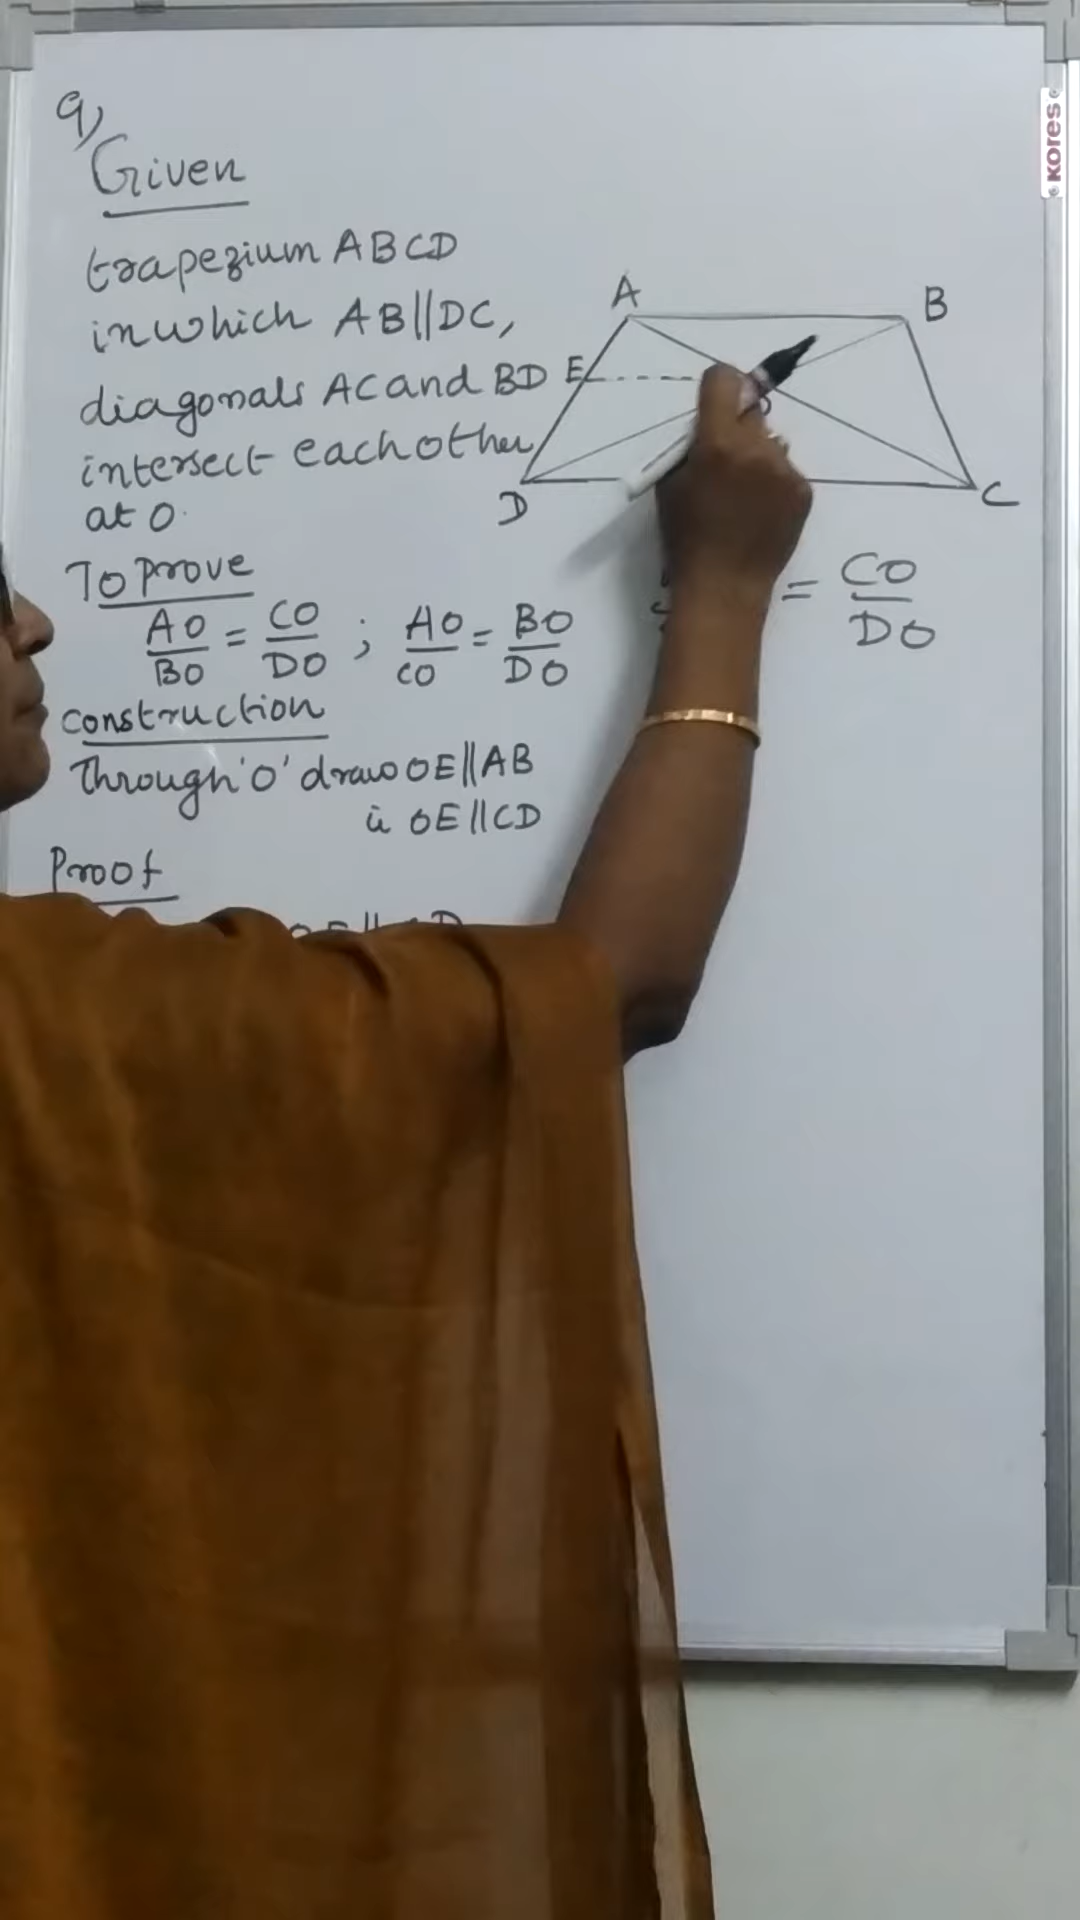 9)
Given
trapezium ABCD
in which AB||DC,
diagonals AC and BD
intersect each other
at O.
To prove
AO/BO = CO/DO ; AO/CO = BO/DO
construction
Through 'O' draw OE||AB
ie OE||CD
Proof
A
B
E
D
C
= CO/DO
KORES